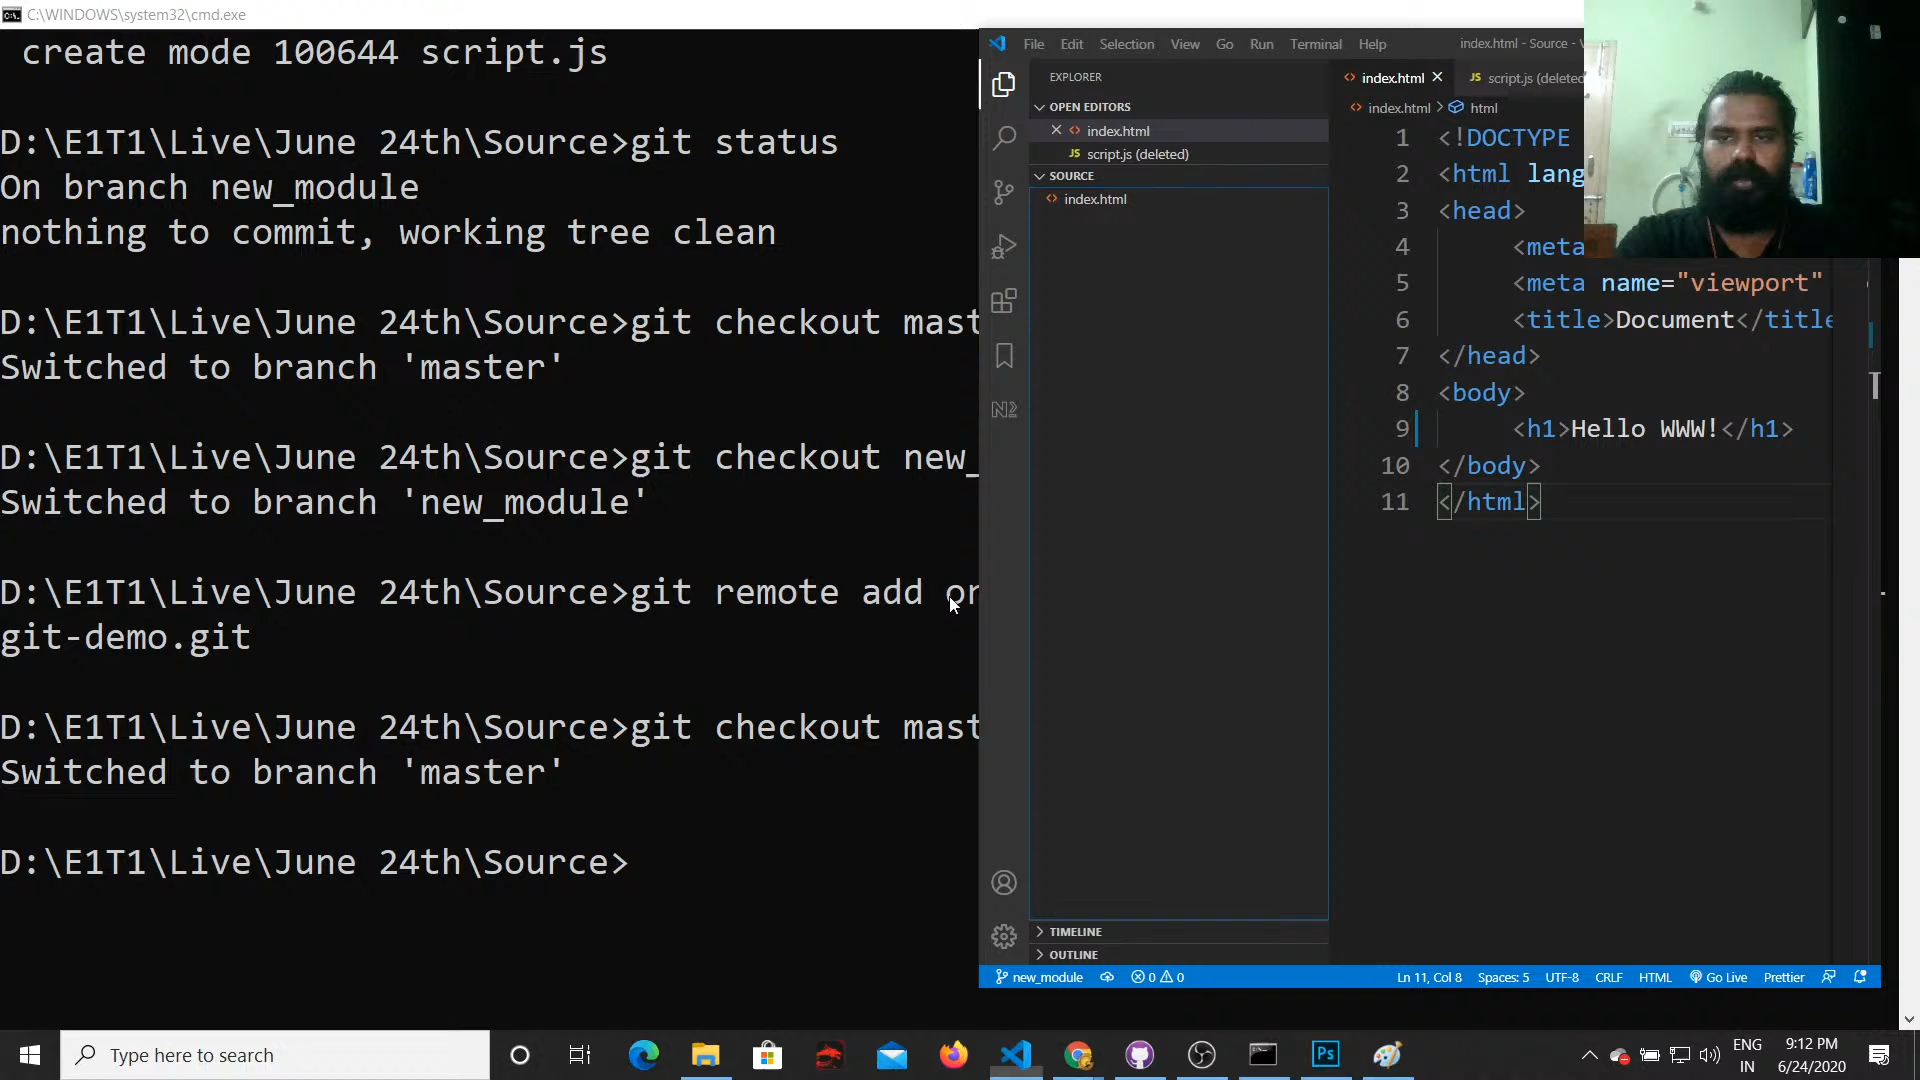 C:\WINDOWS\system32\cmd.exe
create mode 100644 script.js
D:\E1T1\Live\June 24th\Source>git status
On branch new_module
nothing to commit, working tree clean
D:\E1T1\Live\June 24th\Source>git checkout mast
Switched to branch 'master'
D:\E1T1\Live\June 24th\Source>git checkout new_
Switched to branch 'new_module'
D:\E1T1\Live\June 24th\Source>git remote add or
git-demo.git
D:\E1T1\Live\June 24th\Source>git checkout mast
Switched to branch 'master'
D:\E1T1\Live\June 24th\Source>
File Edit Selection View Go Run Terminal Help index.html - Source -
EXPLORER
OPEN EDITORS
index.html
JS script.js (deleted)
SOURCE
index.html
TIMELINE
OUTLINE
index.html JS script.js (deleted
index.html > html
1 <!DOCTYPE
2 <html lang
3 <head>
4 <meta
5 <meta name="viewport"
6 <title>Document</title
7 </head>
8 <body>
9 <h1>Hello WWW!</h1>
10 </body>
11 </html>
new_module 0 0 Ln 11, Col 8 Spaces: 5 UTF-8 CRLF HTML Go Live Prettier
Type here to search
Ps
ENG
IN
9:12 PM
6/24/2020